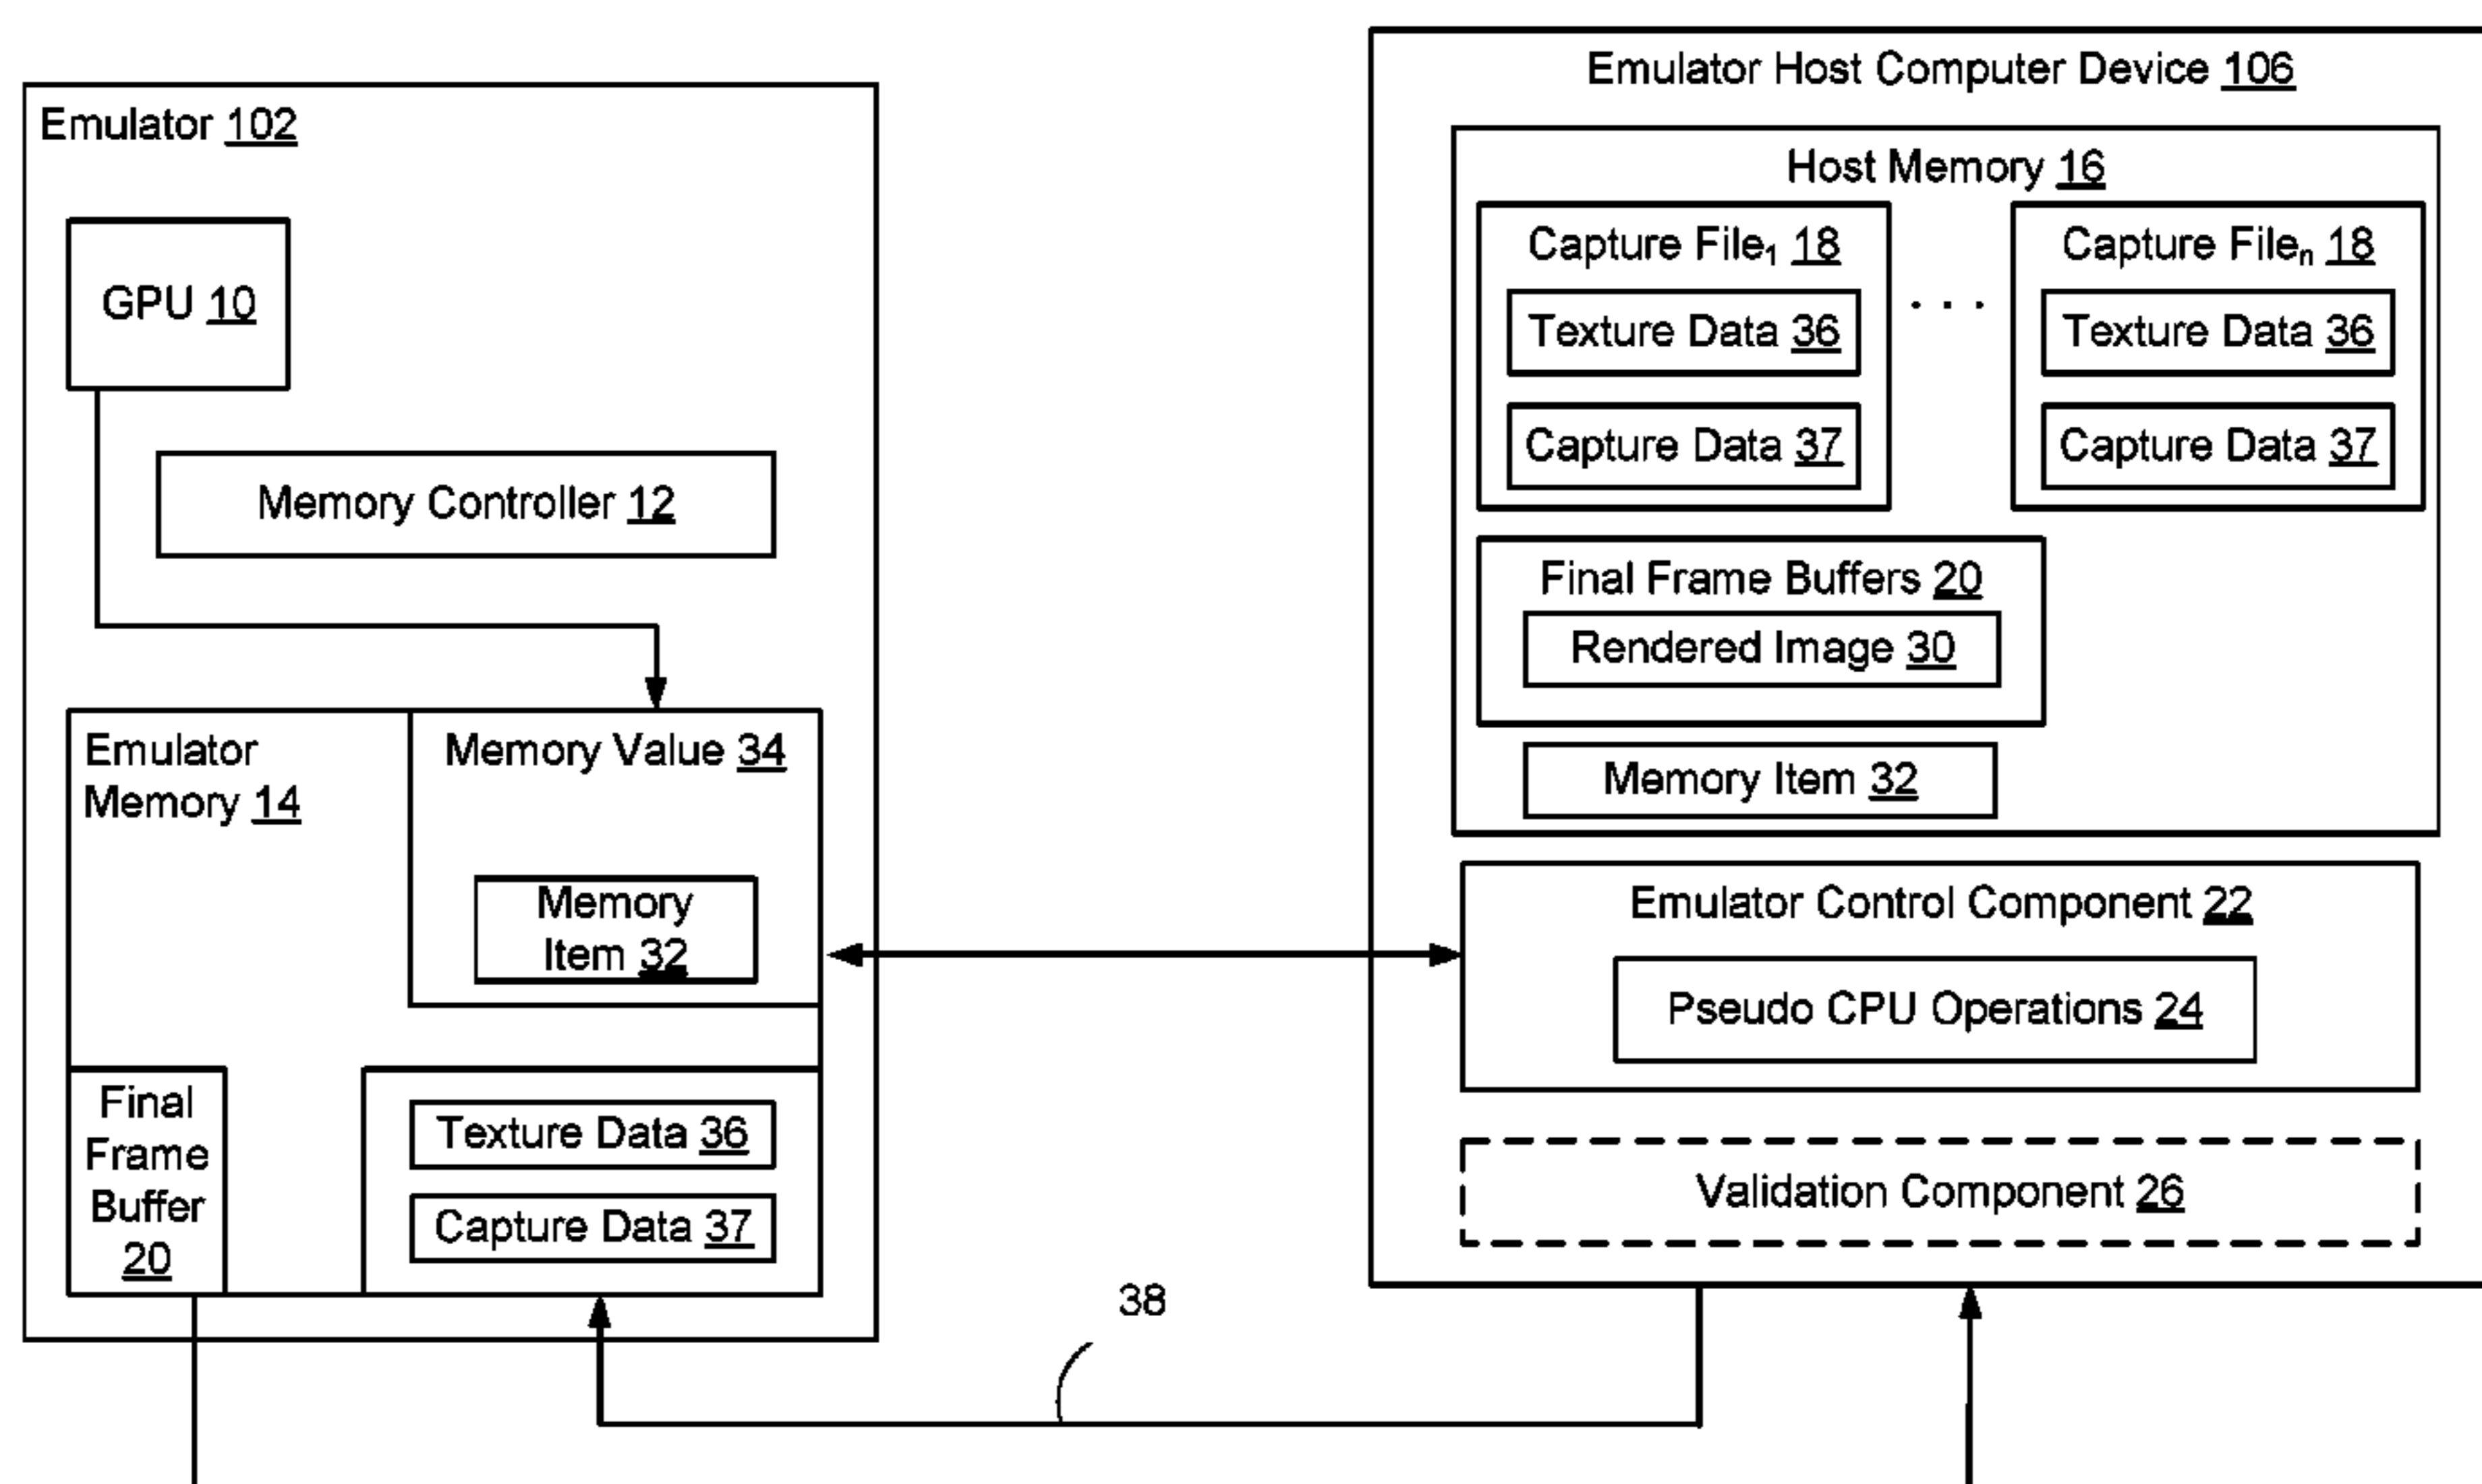 Emulator 102
GPU 10
Memory Controller 12
Emulator
Memory 14
Memory Value 34
Memory
Item 32
Final
Frame
Buffer
20
Texture Data 36
Capture Data 37
38
Emulator Host Computer Device 106
Host Memory 16
Capture File₁ 18
Texture Data 36
Capture Data 37
. . .
Capture Fileₙ 18
Texture Data 36
Capture Data 37
Final Frame Buffers 20
Rendered Image 30
Memory Item 32
Emulator Control Component 22
Pseudo CPU Operations 24
Validation Component 26